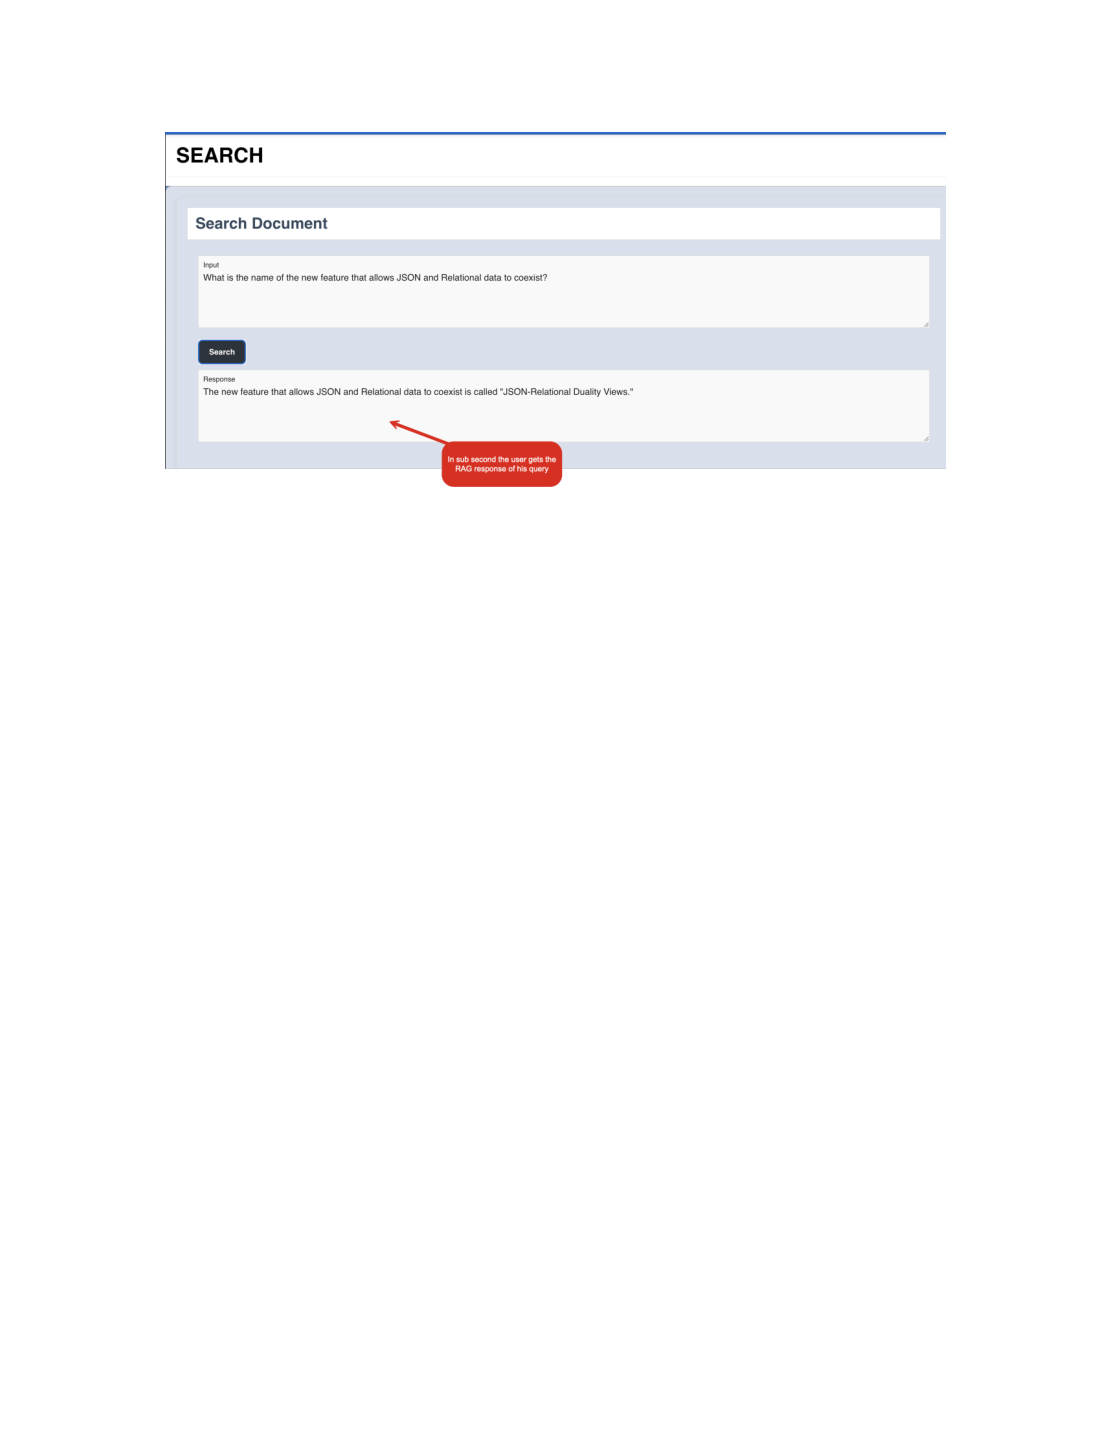 SEARCH
Search Document
Input
What is the name of the new feature that allows JSON and Relational data to coexist?
Search
Response
The new feature that allows JSON and Relational data to coexist is called "JSON-Relational Duality Views."
In sub second the user gets the
RAG response of his query